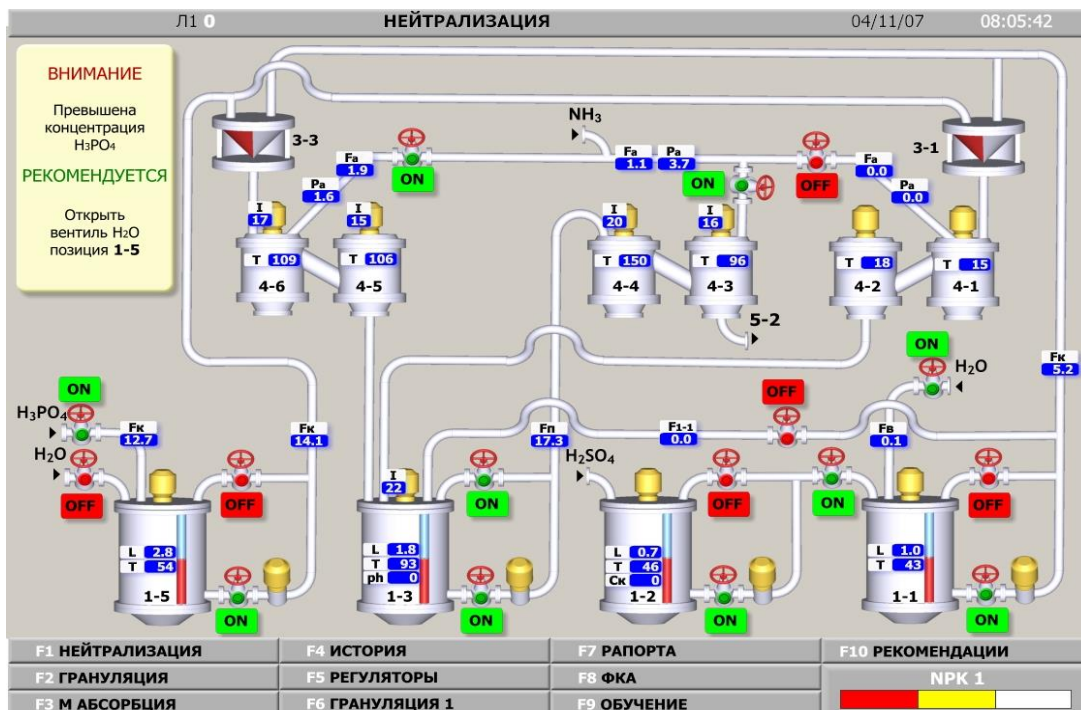 Л1 0 НЕЙТРАЛИЗАЦИЯ 04/11/07 08:05:42
ВНИМАНИЕ
Превышена
концентрация
H₃PO₄
РЕКОМЕНДУЕТСЯ
Открыть
вентиль H₂O
позиция 1-5
3-3
NH₃
3-1
Fa
1.9
ON
Pa
1.6
Fa
1.1
Pa
3.7
ON
OFF
Fa
0.0
Pa
0.0
I
17
I
15
I
20
I
16
T 109
T 106
T 150
T 96
T 18
T 15
4-6
4-5
4-4
4-3
4-2
4-1
5-2
ON
H₂O
Fк
5.2
ON
H₃PO₄
Fк
12.7
Fк
14.1
H₂O
OFF
OFF
Fп
17.3
F1-1
0.0
OFF
Fв
0.1
I
22
ON
H₂SO₄
OFF
ON
OFF
L 2.8
T 54
1-5
ON
L 1.8
T 93
ph 0
1-3
ON
L 0.7
T 46
Ск 0
1-2
ON
L 1.0
T 43
1-1
ON
F1 НЕЙТРАЛИЗАЦИЯ
F4 ИСТОРИЯ
F7 РАПОРТА
F10 РЕКОМЕНДАЦИИ
F2 ГРАНУЛЯЦИЯ
F5 РЕГУЛЯТОРЫ
F8 ФКА
NPK 1
F3 М АБСОРБЦИЯ
F6 ГРАНУЛЯЦИЯ 1
F9 ОБУЧЕНИЕ